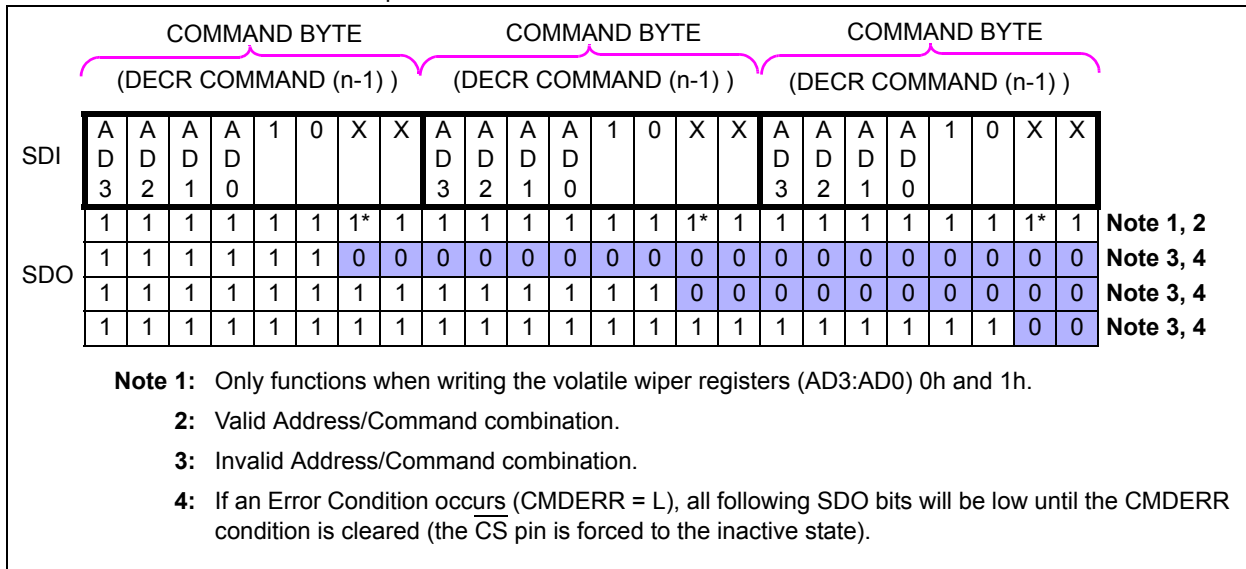 COMMAND BYTE COMMAND BYTE COMMAND BYTE
(DECR COMMAND (n-1) ) (DECR COMMAND (n-1) ) (DECR COMMAND (n-1) )
SDI
A A A A 1 0 X X A A A A 1 0 X X A A A A 1 0 X X
D D D D D D D D D D D D
3 2 1 0 3 2 1 0 3 2 1 0
SDO
1 1 1 1 1 1 1* 1 1 1 1 1 1 1 1* 1 1 1 1 1 1 1 1* 1 Note 1, 2
1 1 1 1 1 1 0 0 0 0 0 0 0 0 0 0 0 0 0 0 0 0 0 0 Note 3, 4
1 1 1 1 1 1 1 1 1 1 1 1 1 1 0 0 0 0 0 0 0 0 0 0 Note 3, 4
1 1 1 1 1 1 1 1 1 1 1 1 1 1 1 1 1 1 1 1 1 1 0 0 Note 3, 4
Note 1: Only functions when writing the volatile wiper registers (AD3:AD0) 0h and 1h.
2: Valid Address/Command combination.
3: Invalid Address/Command combination.
4: If an Error Condition occurs (CMDERR = L), all following SDO bits will be low until the CMDERR
condition is cleared (the C̅S̅ pin is forced to the inactive state).